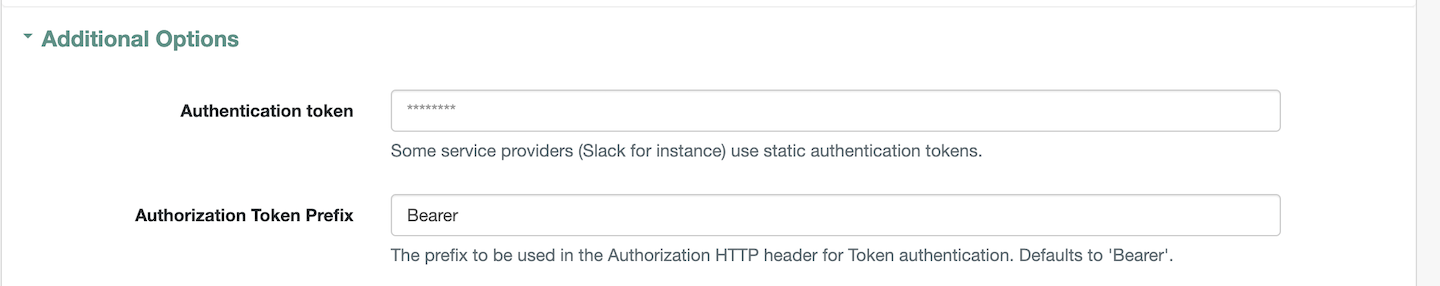 Additional Options
Authentication token
********
Some service providers (Slack for instance) use static authentication tokens.
Authorization Token Prefix
Bearer
The prefix to be used in the Authorization HTTP header for Token authentication. Defaults to 'Bearer'.